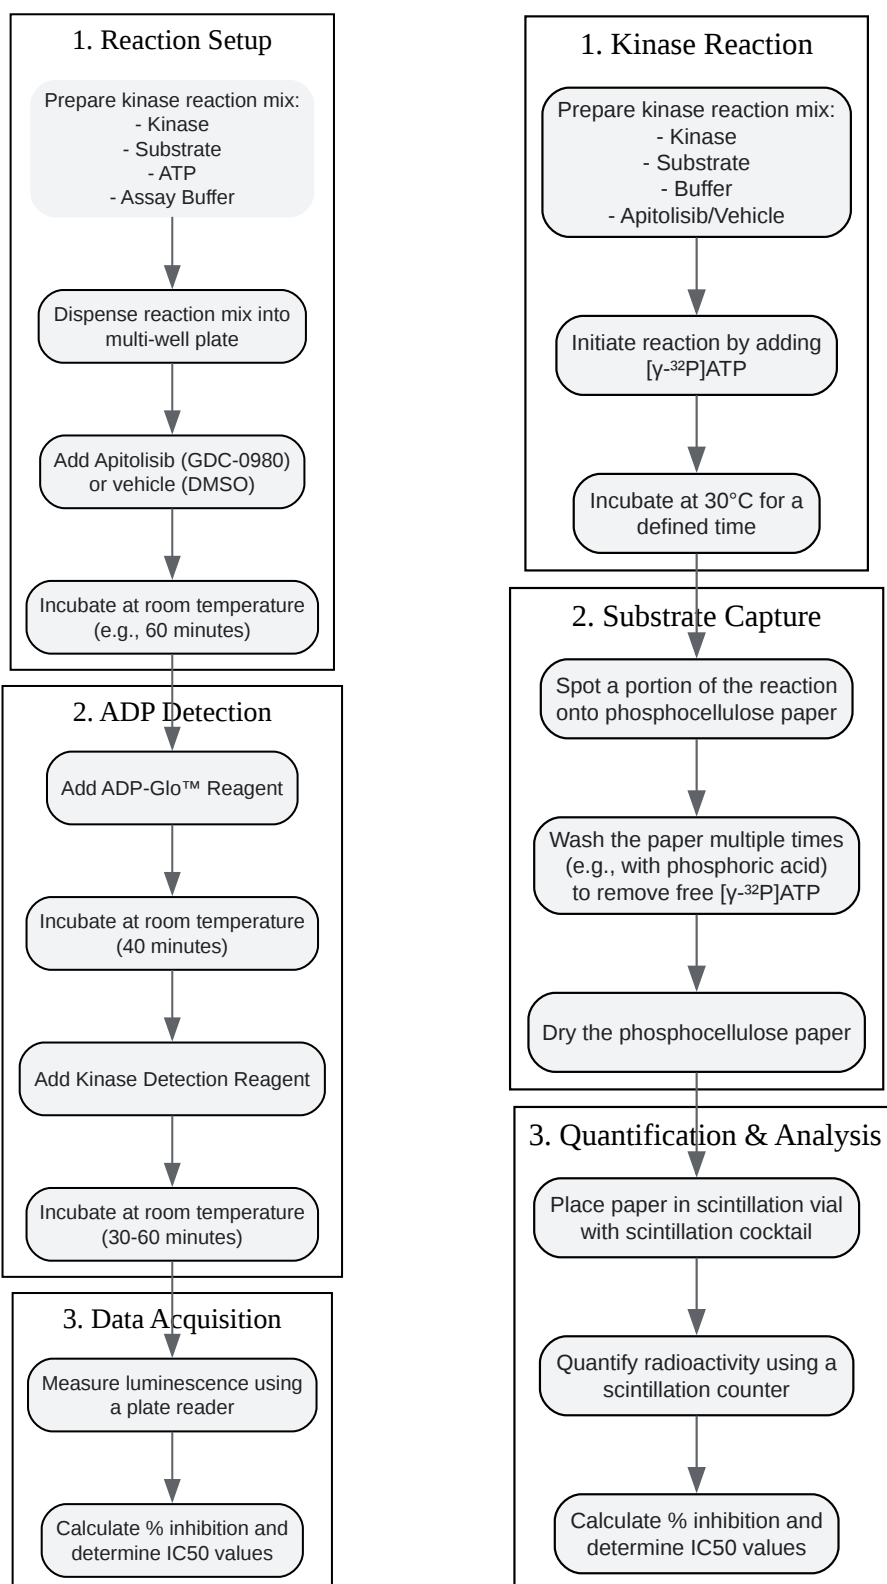 1. Reaction Setup
Prepare kinase reaction mix:
- Kinase
- Substrate
- ATP
- Assay Buffer
Dispense reaction mix into
multi-well plate
Add Apitolisib (GDC-0980)
or vehicle (DMSO)
Incubate at room temperature
(e.g., 60 minutes)
2. ADP Detection
Add ADP-Glo™ Reagent
Incubate at room temperature
(40 minutes)
Add Kinase Detection Reagent
Incubate at room temperature
(30-60 minutes)
3. Data Acquisition
Measure luminescence using
a plate reader
Calculate % inhibition and
determine IC50 values
1. Kinase Reaction
Prepare kinase reaction mix:
- Kinase
- Substrate
- Buffer
- Apitolisib/Vehicle
Initiate reaction by adding
[γ-³²P]ATP
Incubate at 30°C for a
defined time
2. Substrate Capture
Spot a portion of the reaction
onto phosphocellulose paper
Wash the paper multiple times
(e.g., with phosphoric acid)
to remove free [γ-³²P]ATP
Dry the phosphocellulose paper
3. Quantification & Analysis
Place paper in scintillation vial
with scintillation cocktail
Quantify radioactivity using a
scintillation counter
Calculate % inhibition and
determine IC50 values